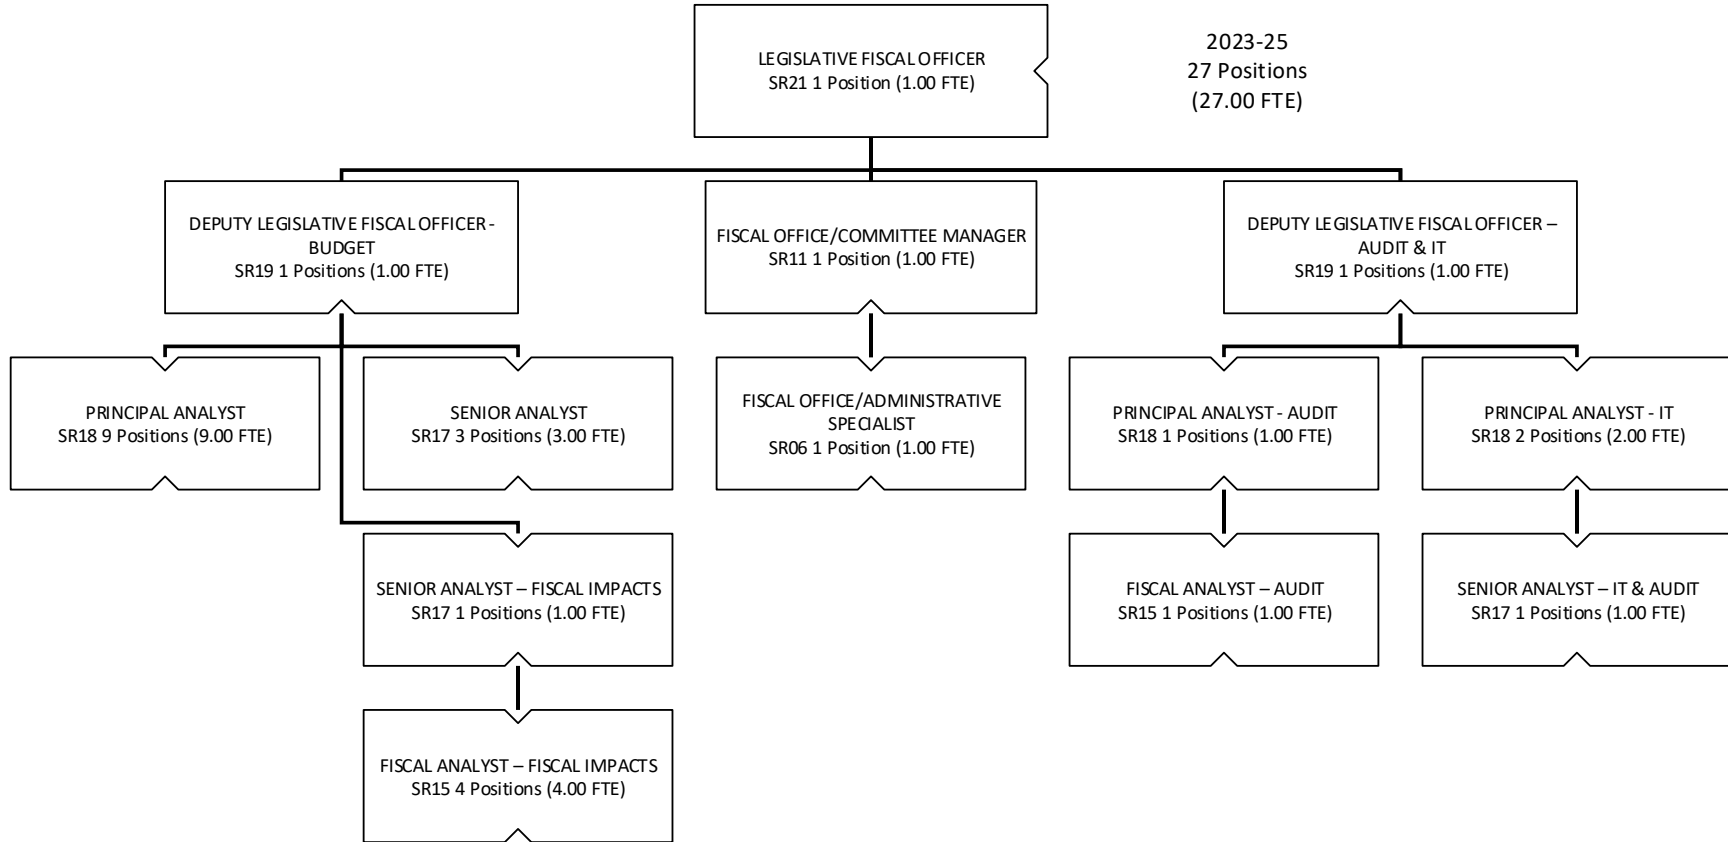 LEGISLATIVE FISCAL OFFICER
SR21 1 Position (1.00 FTE)
2023-25
27 Positions
(27.00 FTE)
DEPUTY LEGISLATIVE FISCAL OFFICER -
BUDGET
SR19 1 Positions (1.00 FTE)
FISCAL OFFICE/COMMITTEE MANAGER
SR11 1 Position (1.00 FTE)
DEPUTY LEGISLATIVE FISCAL OFFICER –
AUDIT & IT
SR19 1 Positions (1.00 FTE)
PRINCIPAL ANALYST
SR18 9 Positions (9.00 FTE)
SENIOR ANALYST
SR17 3 Positions (3.00 FTE)
FISCAL OFFICE/ADMINISTRATIVE
SPECIALIST
SR06 1 Position (1.00 FTE)
PRINCIPAL ANALYST - AUDIT
SR18 1 Positions (1.00 FTE)
PRINCIPAL ANALYST - IT
SR18 2 Positions (2.00 FTE)
SENIOR ANALYST – FISCAL IMPACTS
SR17 1 Positions (1.00 FTE)
FISCAL ANALYST – AUDIT
SR15 1 Positions (1.00 FTE)
SENIOR ANALYST – IT & AUDIT
SR17 1 Positions (1.00 FTE)
FISCAL ANALYST – FISCAL IMPACTS
SR15 4 Positions (4.00 FTE)